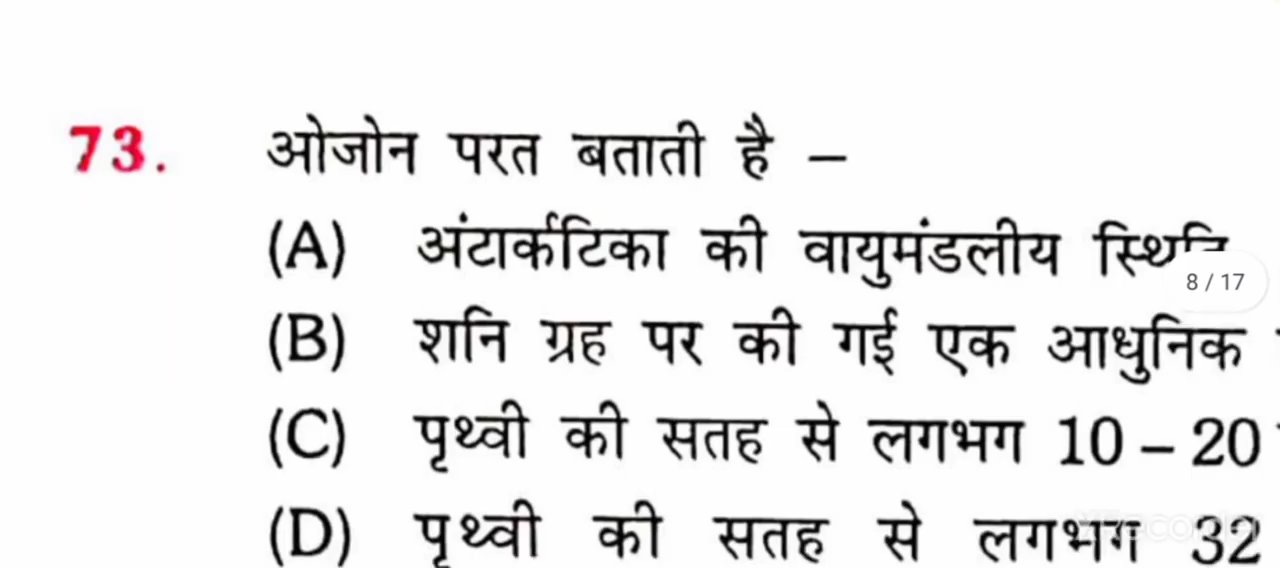 73. ओजोन परत बताती है –
(A) अंटार्कटिका की वायुमंडलीय
8 / 17
(B) शनि ग्रह पर की गई एक आधुनिक
(C) पृथ्वी की सतह से लगभग 10 – 20
(D) पृथ्वी की सतह से लगभग 32